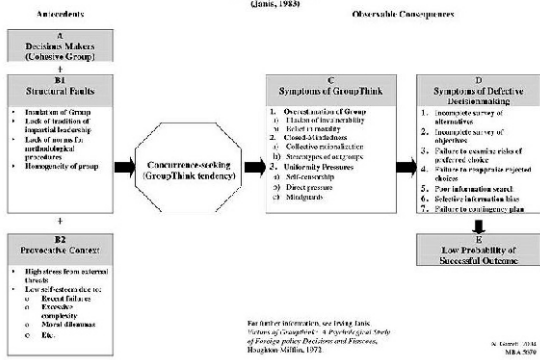 (Janis, 1983)
Antecedents
Observable Consequences
A
Decisions Makers
(Cohesive Group)
+
B1
Structural Faults
• Insulation of Group
• Lack of tradition of
impartial leadership
• Lack of norms for
methodological
procedures
• Homogeneity of group
+
B2
Provocative Context
• High stress from external
threats
• Low self-esteem due to:
o Recent failures
o Excessive
complexity
o Moral dilemmas
o Etc.
Concurrence-seeking
(GroupThink tendency)
C
Symptoms of GroupThink
1. Overestimation of Group
a) Illusion of invulnerability
b) Belief in morality
2. Closed-Mindedness
a) Collective rationalization
b) Stereotypes of outgroups
3. Uniformity Pressures
a) Self-censorship
b) Direct pressure
c) Mindguards
D
Symptoms of Defective
Decisionmaking
1. Incomplete survey of
alternatives
2. Incomplete survey of
objectives
3. Failure to examine risks of
preferred choice
4. Failure to reappraise rejected
choices
5. Poor information search
6. Selective information bias
7. Failure to contingency plan
E
Low Probability of
Successful Outcome
For further information, see Irving Janis
Victims of GroupThink: A Psychological Study
of Foreign policy Decisions and Fiascoes,
Houghton Mifflin, 1972